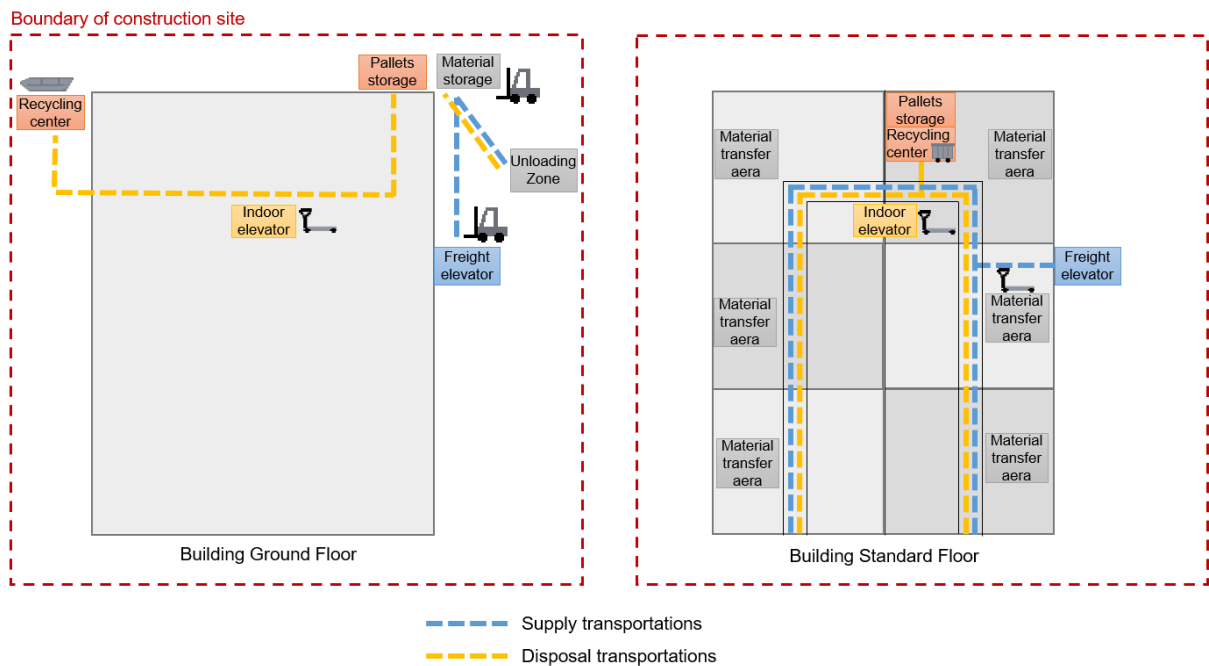 Boundary of construction site
Pallets
storage
Material
storage
Recycling
center
Unloading
Zone
Indoor
elevator
Freight
elevator
Building Ground Floor
Pallets
storage
Recycling
center
Material
transfer
aera
Material
transfer
aera
Indoor
elevator
Freight
elevator
Material
transfer
aera
Material
transfer
aera
Material
transfer
aera
Material
transfer
aera
Building Standard Floor
Supply transportations
Disposal transportations